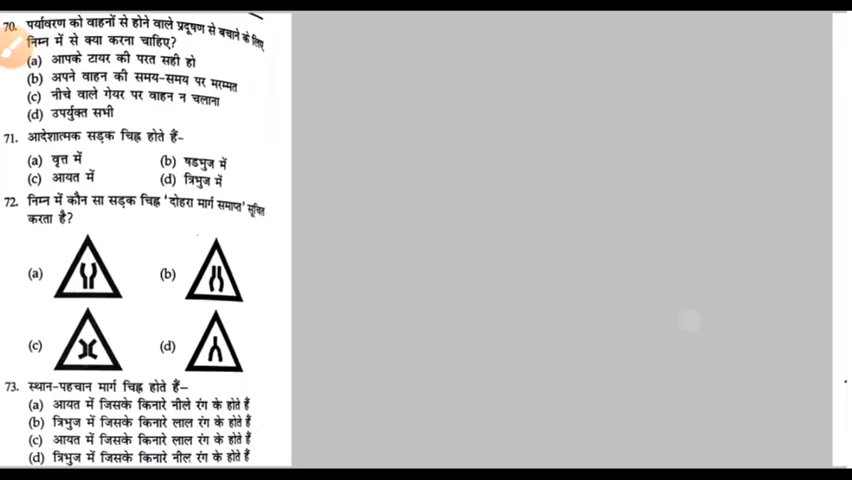 70. पर्यावरण को वाहनों से होने वाले प्रदूषण से बचाने के लिए
निम्न में से क्या करना चाहिए?
(a) आपके टायर की परत सही हो
(b) अपने वाहन की समय-समय पर मरम्मत
(c) नीचे वाले गेयर पर वाहन न चलाना
(d) उपर्युक्त सभी
71. आदेशात्मक सड़क चिह्न होते हैं-
(a) वृत्त में (b) षडभुज में
(c) आयत में (d) त्रिभुज में
72. निम्न में कौन सा सड़क चिह्न 'दोहरा मार्ग समाप्त' सूचित
करता है?
(a) (b)
(c) (d)
73. स्थान-पहचान मार्ग चिह्न होते हैं–
(a) आयत में जिसके किनारे नीले रंग के होते हैं
(b) त्रिभुज में जिसके किनारे लाल रंग के होते हैं
(c) आयत में जिसके किनारे लाल रंग के होते हैं
(d) त्रिभुज में जिसके किनारे नील रंग के होते हैं